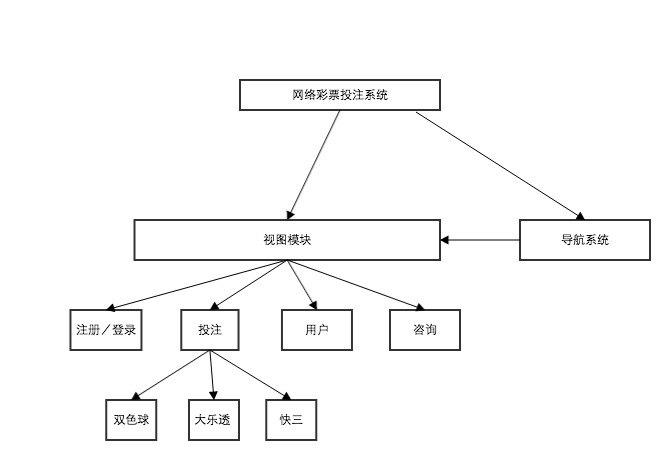 网络彩票投注系统
视图模块
导航系统
注册／登录
投注
用户
咨询
双色球
大乐透
快三